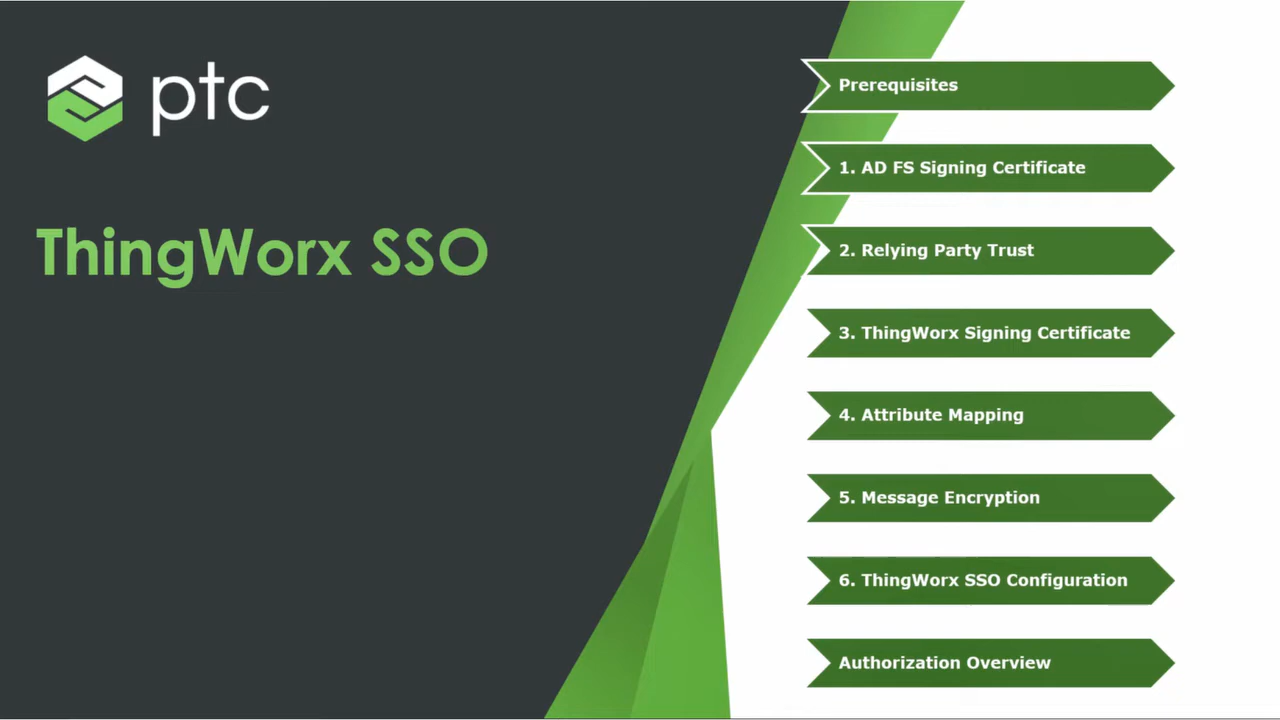 ptc
ThingWorx SSO
Prerequisites
1. AD FS Signing Certificate
2. Relying Party Trust
3. ThingWorx Signing Certificate
4. Attribute Mapping
5. Message Encryption
6. ThingWorx SSO Configuration
Authorization Overview